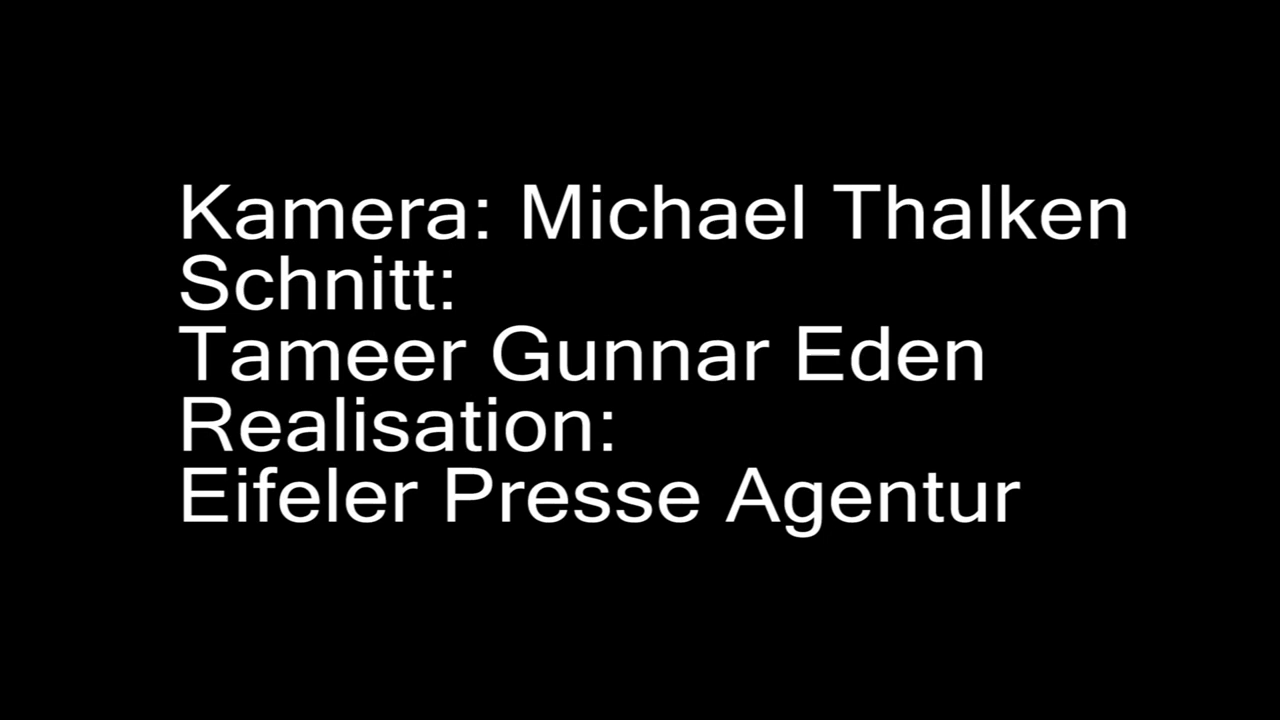 Kamera: Michael Thalken
Schnitt:
Tameer Gunnar Eden
Realisation:
Eifeler Presse Agentur